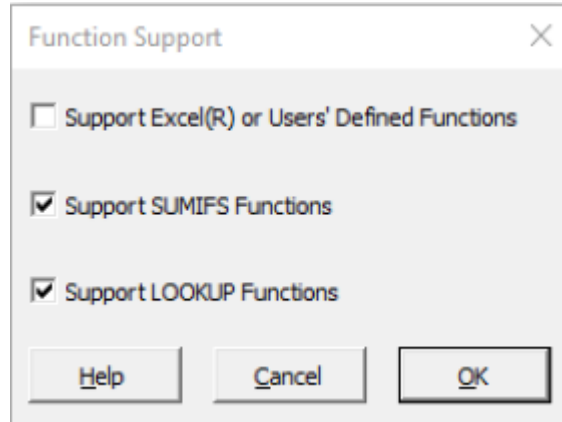 Function Support
Support Excel(R) or Users' Defined Functions
Support SUMIFS Functions
Support LOOKUP Functions
Help Cancel OK